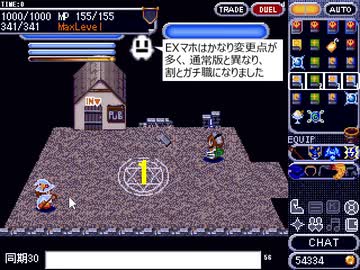 TIME:0
TRADE
DUEL
AUTO
1000/1000 MP 155/155
341/341 MaxLevel
EXマホはかなり変更点が
多く、通常版と異なり、
割とガチ職になりました
INN
PUB
1
EQUIP
CHAT
同期30
56
54334